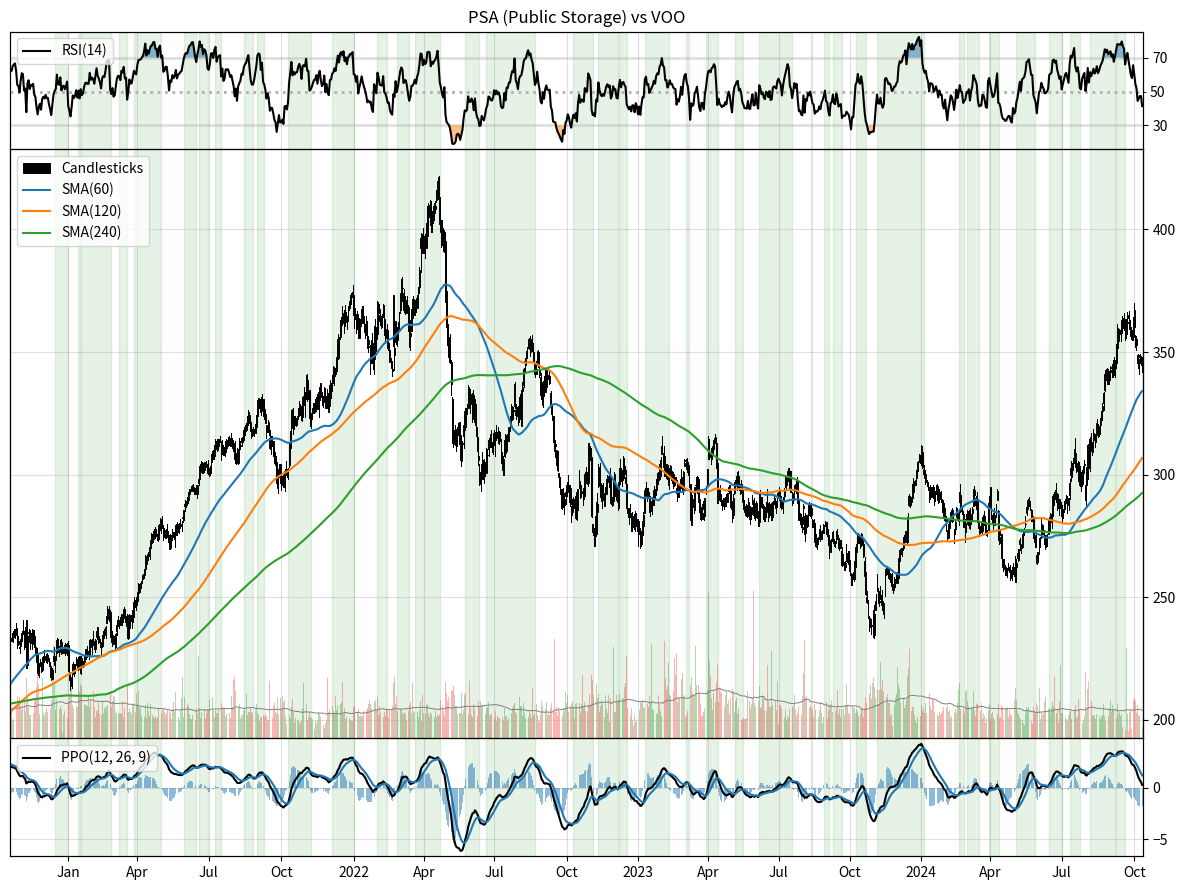 PSA (Public Storage) vs VOO
RSI(14)
70
50
30
Candlesticks
SMA(60)
SMA(120)
SMA(240)
400
350
300
250
200
PPO(12, 26, 9)
0
−5
Jan Apr Jul Oct 2022 Apr Jul Oct 2023 Apr Jul Oct 2024 Apr Jul Oct